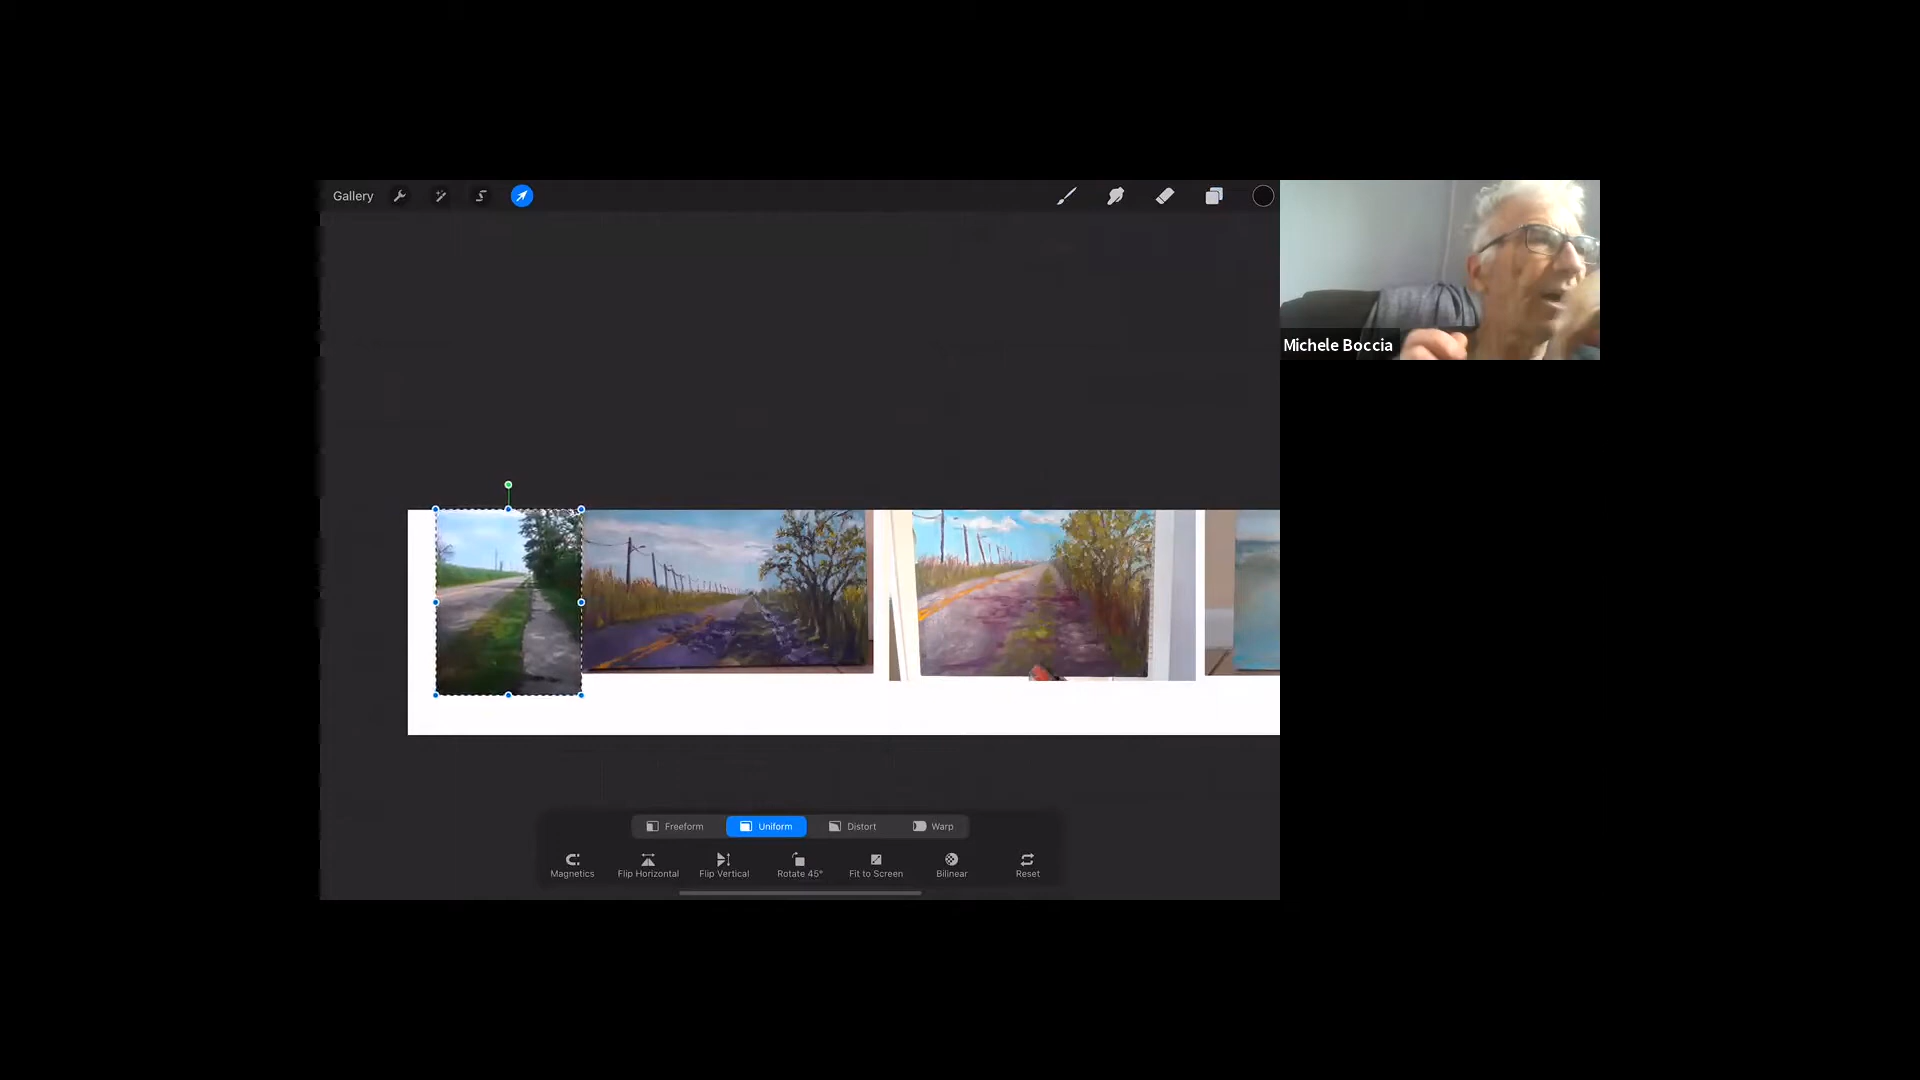 Gallery
Michele Boccia
Freeform Uniform Distort Warp
Magnetics Flip Horizontal Flip Vertical Rotate 45° Fit to Screen Bilinear Reset